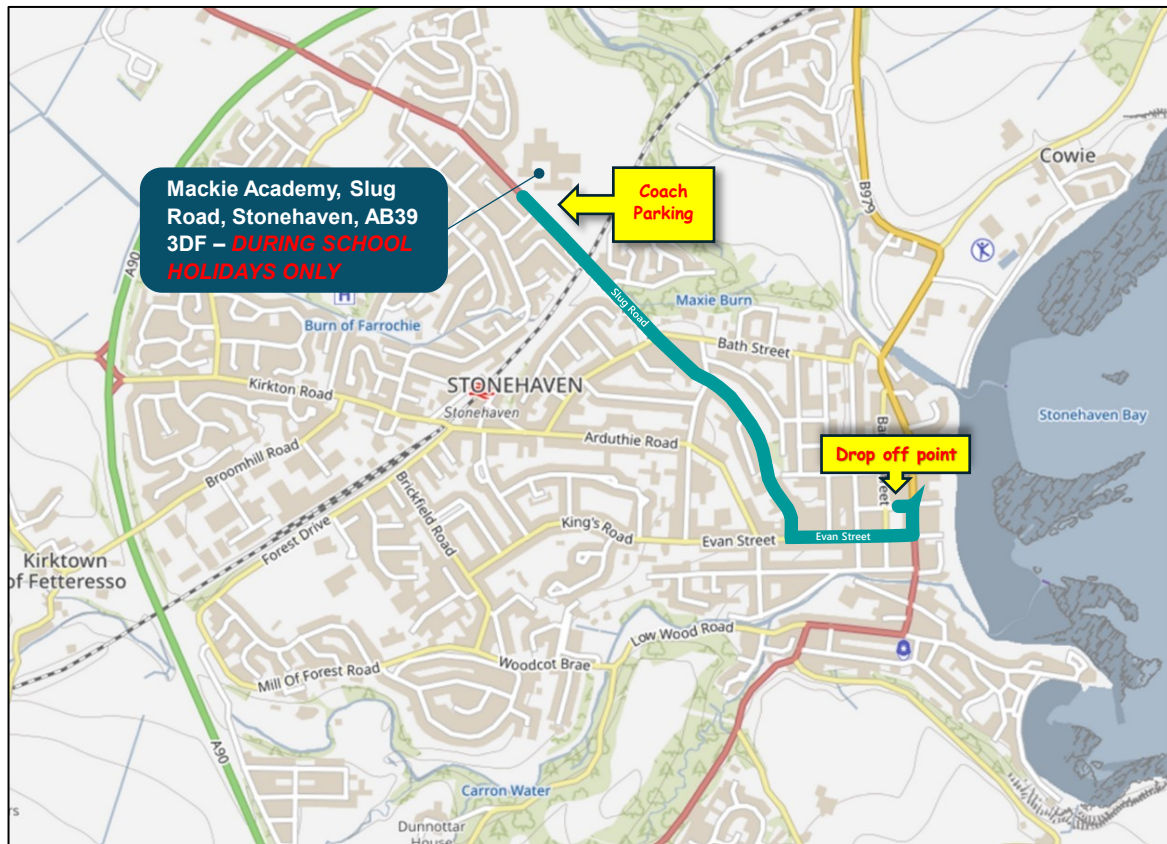 Mackie Academy, Slug
Road, Stonehaven, AB39
3DF – DURING SCHOOL
HOLIDAYS ONLY
Coach
Parking
Cowie
B979
A90
H
Burn of Farrochie
Slug Road
Maxie Burn
Bath Street
STONEHAVEN
Stonehaven
Kirkton Road
Stonehaven Bay
Arduthie Road
Drop off point
Broomhill Road
Brickfield Road
Forest Drive
King's Road
Evan Street
Evan Street
Kirktown
of Fetteresso
Low Wood Road
Woodcot Brae
Mill Of Forest Road
A90
Carron Water
Dunnottar
House